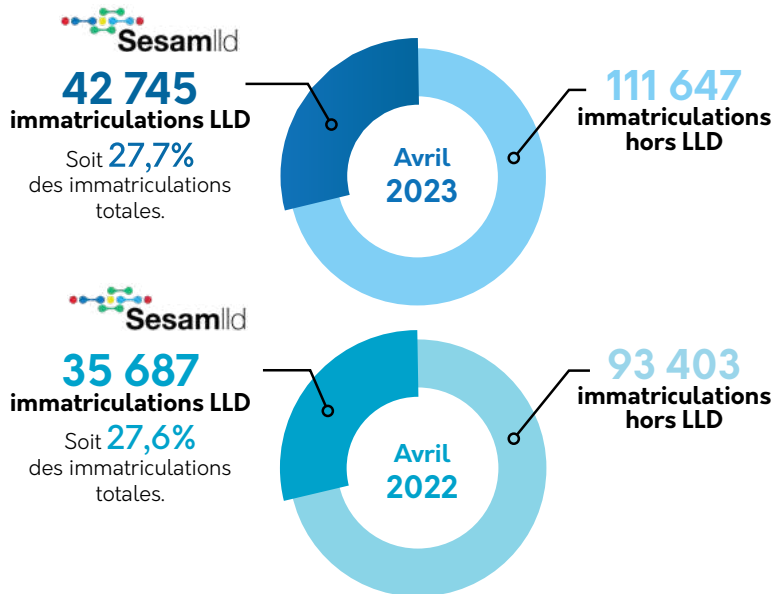 Sesamlld
42 745
immatriculations LLD
Soit 27,7%
des immatriculations
totales.
Avril
2023
111 647
immatriculations
hors LLD
Sesamlld
35 687
immatriculations LLD
Soit 27,6%
des immatriculations
totales.
Avril
2022
93 403
immatriculations
hors LLD